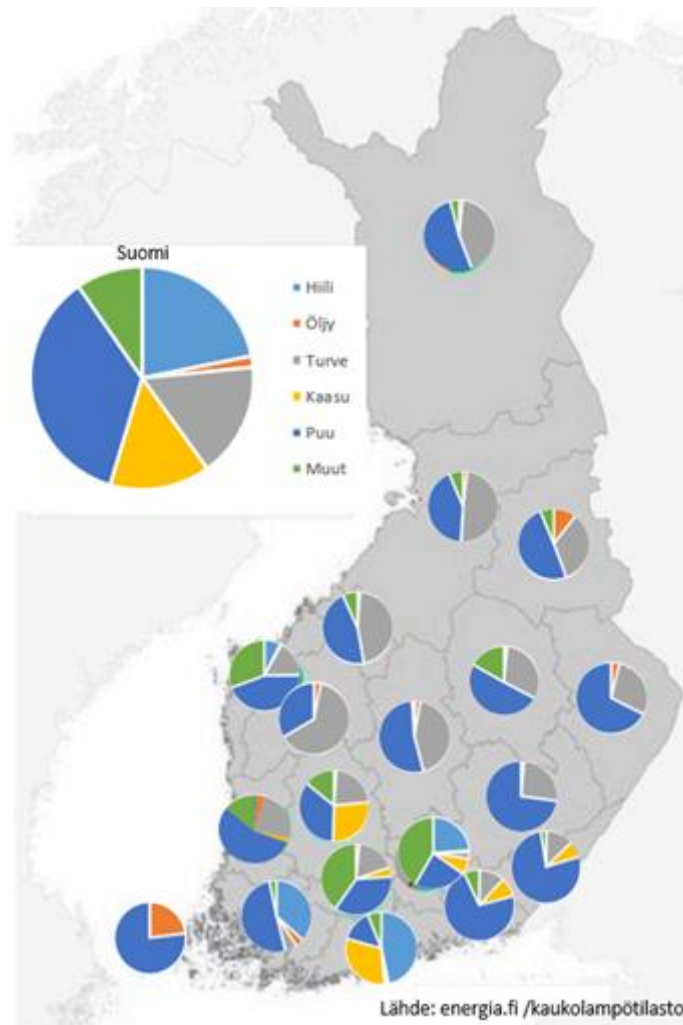 Suomi
Hiili
Öljy
Turve
Kaasu
Puu
Muut
Lähde: energia.fi /kaukolampötilasto